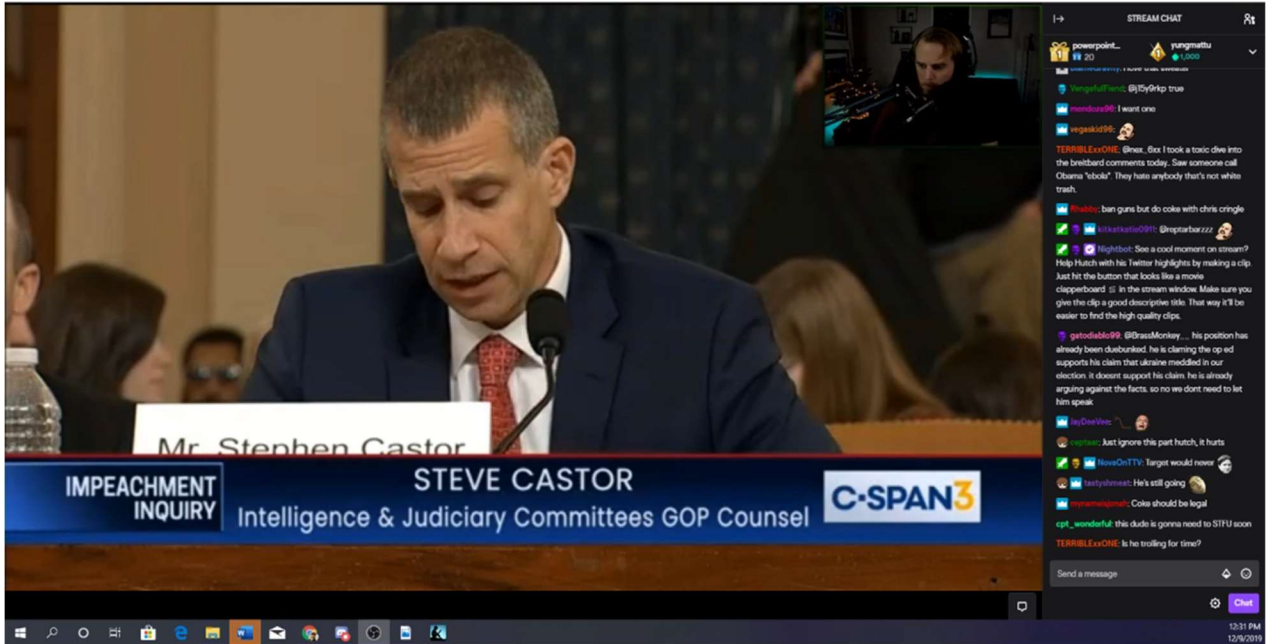 STREAM CHAT
powerpoint_...
20
yungmattu
1,000
VengefulFiend: @j15y9rkp true
mendoza96: I want one
vegaskid96:
TERRIBLExxONE: @nex_6xx I took a toxic dive into
the breitbard comments today. Saw someone call
Obama "ebola". They hate anybody that's not white
trash.
Rhabby: ban guns but do coke with chris cringle
kitkatkatie0911: @reptarbarzzz
Nightbot: See a cool moment on stream?
Help Hutch with his Twitter highlights by making a clip.
Just hit the button that looks like a movie
clapperboard in the stream window. Make sure you
give the clip a good descriptive title. That way it'll be
easier to find the high quality clips.
gatodiablo99: @BrassMonkey__ his position has
already been duebunked. he is claming the op ed
supports his claim that ukraine meddled in our
election. it doesnt support his claim. he is already
arguing against the facts, so no we dont need to let
him speak
JayDeeVee:
Just ignore this part hutch, it hurts
NovaOnTTV: Target would never
tastyshmeat: He's still going
mynameisjonah: Coke should be legal
cpt_wonderful: this dude is gonna need to STFU soon
TERRIBLExxONE: Is he trolling for time?
Send a message
Chat
Mr. Stephen Castor
IMPEACHMENT
INQUIRY
STEVE CASTOR
Intelligence & Judiciary Committees GOP Counsel
C-SPAN3
12:31 PM
12/9/2019